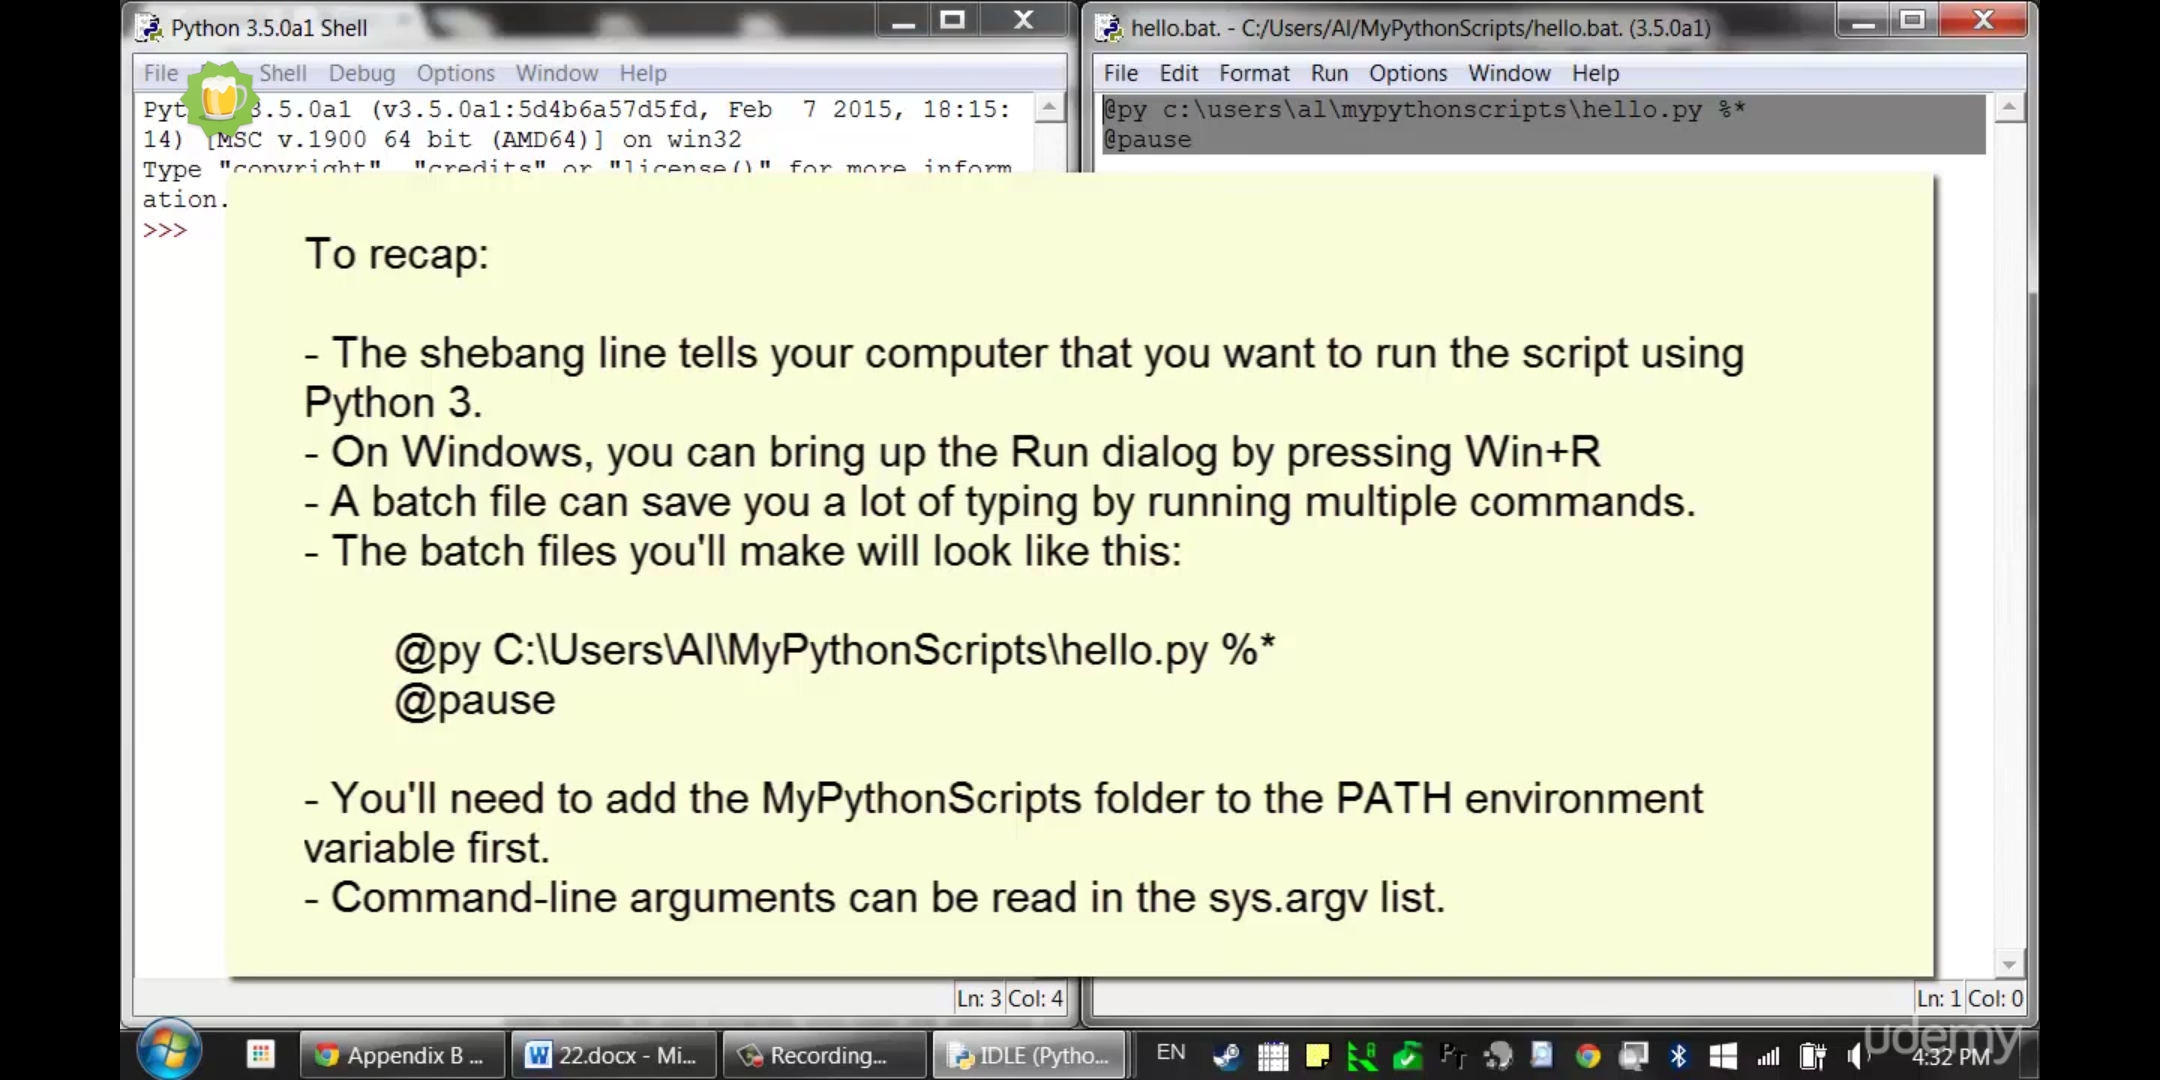 Python 3.5.0a1 Shell
File Shell Debug Options Window Help
Pyt 3.5.0a1 (v3.5.0a1:5d4b6a57d5fd, Feb 7 2015, 18:15:
14) [MSC v.1900 64 bit (AMD64)] on win32
Type "copyright", "credits" or "license()" for more inform
ation.
>>>
hello.bat. - C:/Users/Al/MyPythonScripts/hello.bat. (3.5.0a1)
File Edit Format Run Options Window Help
@py c:\users\al\mypythonscripts\hello.py %*
@pause
To recap:
- The shebang line tells your computer that you want to run the script using
Python 3.
- On Windows, you can bring up the Run dialog by pressing Win+R
- A batch file can save you a lot of typing by running multiple commands.
- The batch files you'll make will look like this:
@py C:\Users\Al\MyPythonScripts\hello.py %*
@pause
- You'll need to add the MyPythonScripts folder to the PATH environment
variable first.
- Command-line arguments can be read in the sys.argv list.
Ln: 3 Col: 4
Ln: 1 Col: 0
Appendix B ...
22.docx - Mi...
Recording...
IDLE (Pytho...
EN
4:32 PM
udemy